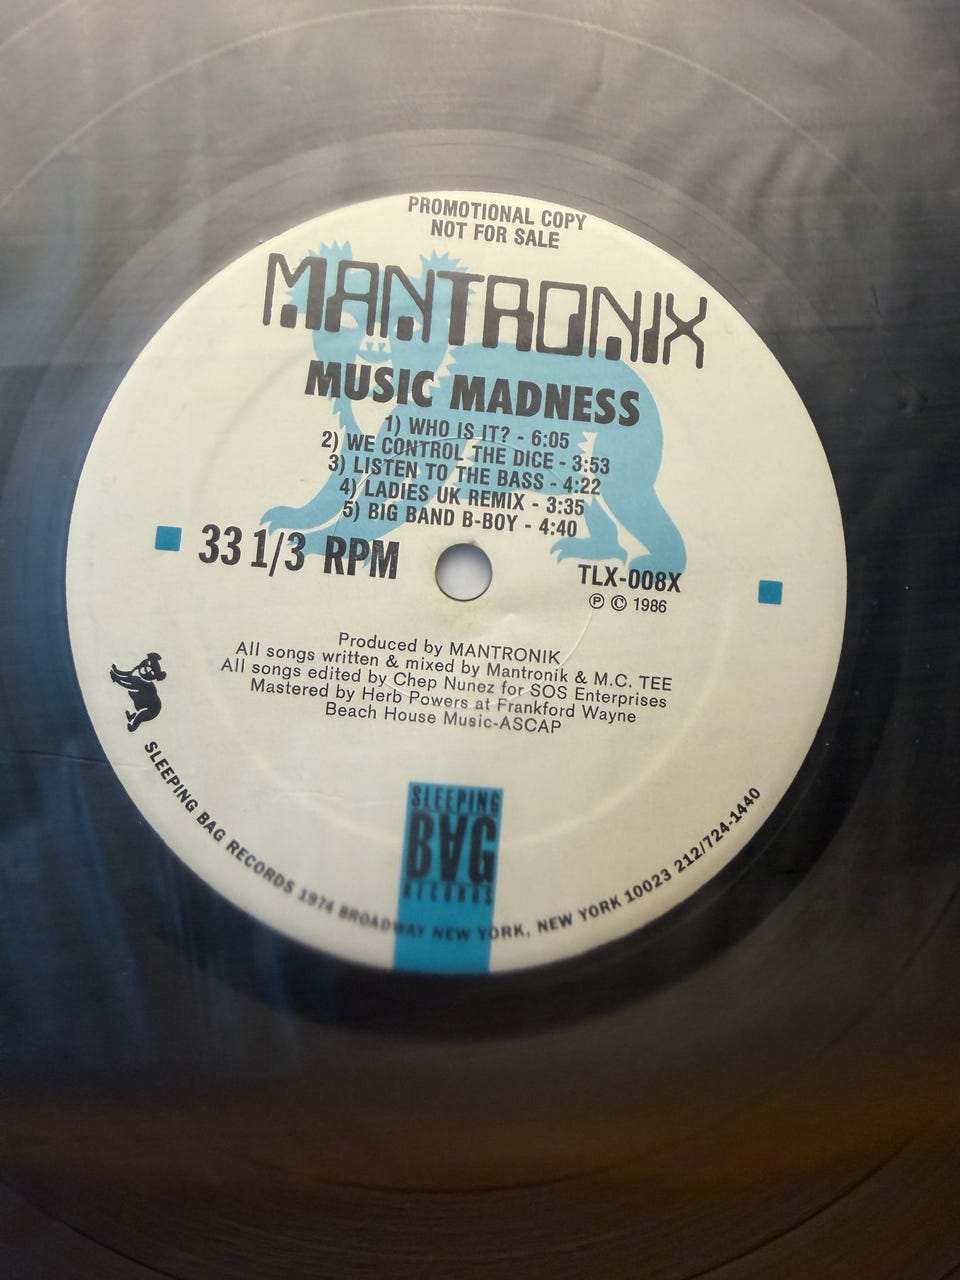 PROMOTIONAL COPY
NOT FOR SALE
MANTRONIX
MUSIC MADNESS
1) WHO IS IT? - 6:05
2) WE CONTROL THE DICE - 3:53
3) LISTEN TO THE BASS - 4:22
4) LADIES UK REMIX - 3:35
5) BIG BAND B-BOY - 4:40
33 1/3 RPM
TLX-008X
℗ © 1986
Produced by MANTRONIK
All songs written & mixed by Mantronik & M.C. TEE
All songs edited by Chep Nunez for SOS Enterprises
Mastered by Herb Powers at Frankford Wayne
Beach House Music-ASCAP
SLEEPING
BAG
RECORDS
SLEEPING BAG RECORDS 1974 BROADWAY NEW YORK, NEW YORK 10023 212/724-1440